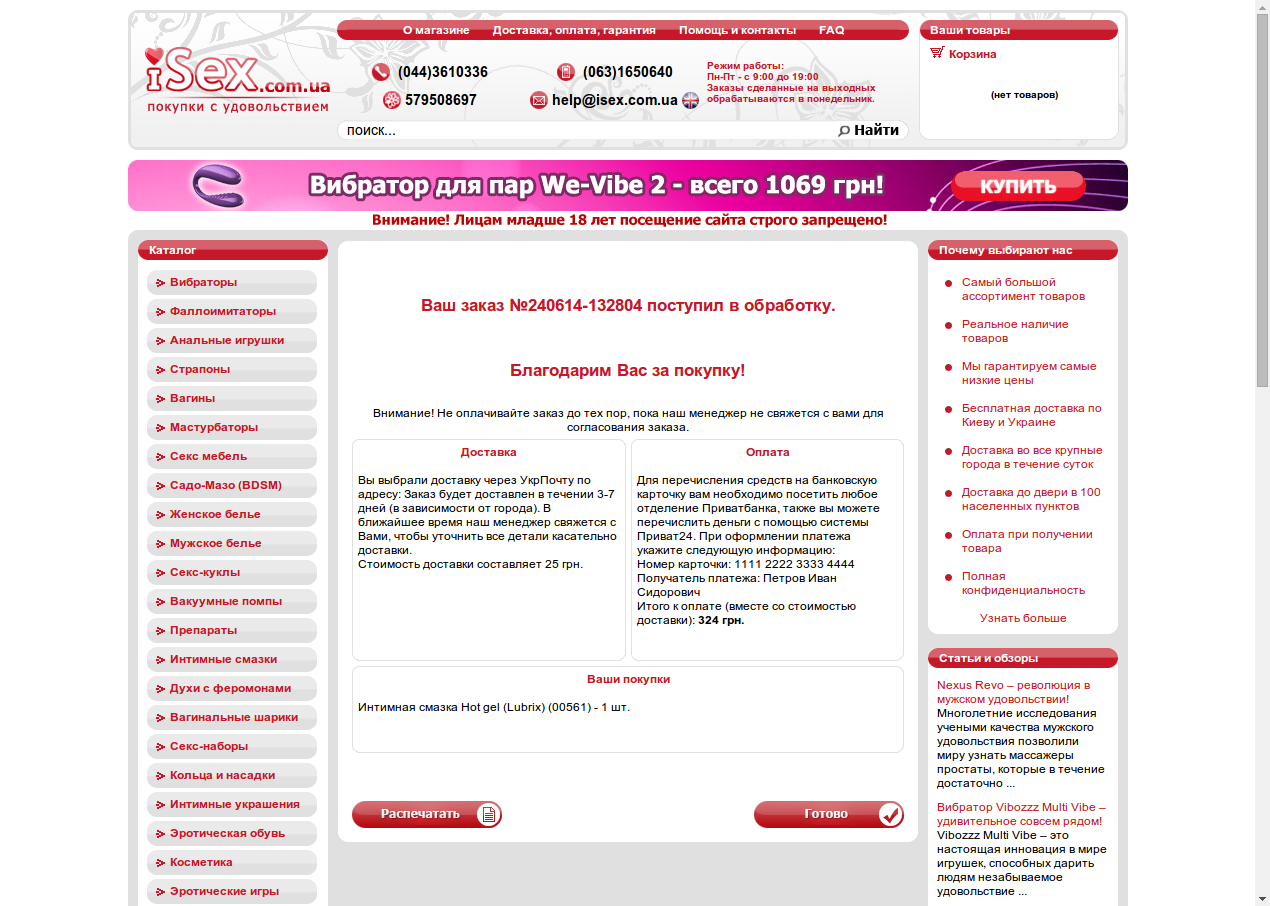 iSex.com.ua
покупки с удовольствием
О магазине
Доставка, оплата, гарантия
Помощь и контакты
FAQ
(044)3610336
(063)1650640
579508697
help@isex.com.ua
Режим работы:
Пн-Пт - с 9:00 до 19:00
Заказы сделанные на выходных
обрабатываются в понедельник.
поиск...
Найти
Ваши товары
Корзина
(нет товаров)
Вибратор для пар We-Vibe 2 - всего 1069 грн!
КУПИТЬ
Внимание! Лицам младше 18 лет посещение сайта строго запрещено!
Каталог
Вибраторы
Фаллоимитаторы
Анальные игрушки
Страпоны
Вагины
Мастурбаторы
Секс мебель
Садо-Мазо (BDSM)
Женское белье
Мужское белье
Секс-куклы
Вакуумные помпы
Препараты
Интимные смазки
Духи с феромонами
Вагинальные шарики
Секс-наборы
Кольца и насадки
Интимные украшения
Эротическая обувь
Косметика
Эротические игры
Ваш заказ №240614-132804 поступил в обработку.
Благодарим Вас за покупку!
Внимание! Не оплачивайте заказ до тех пор, пока наш менеджер не свяжется с вами для
согласования заказа.
Доставка
Вы выбрали доставку через УкрПочту по
адресу: Заказ будет доставлен в течении 3-7
дней (в зависимости от города). В
ближайшее время наш менеджер свяжется с
Вами, чтобы уточнить все детали касательно
доставки.
Стоимость доставки составляет 25 грн.
Оплата
Для перечисления средств на банковскую
карточку вам необходимо посетить любое
отделение Приватбанка, также вы можете
перечислить деньги с помощью системы
Приват24. При оформлении платежа
укажите следующую информацию:
Номер карточки: 1111 2222 3333 4444
Получатель платежа: Петров Иван
Сидорович
Итого к оплате (вместе со стоимостью
доставки): 324 грн.
Ваши покупки
Интимная смазка Hot gel (Lubrix) (00561) - 1 шт.
Распечатать
Готово
Почему выбирают нас
Самый большой
ассортимент товаров
Реальное наличие
товаров
Мы гарантируем самые
низкие цены
Бесплатная доставка по
Киеву и Украине
Доставка во все крупные
города в течение суток
Доставка до двери в 100
населенных пунктов
Оплата при получении
товара
Полная
конфиденциальность
Узнать больше
Статьи и обзоры
Nexus Revo – революция в
мужском удовольствии!
Многолетние исследования
учеными качества мужского
удовольствия позволили
миру узнать массажеры
простаты, которые в течение
достаточно ...
Вибратор Vibozzz Multi Vibe –
удивительное совсем рядом!
Vibozzz Multi Vibe – это
настоящая инновация в мире
игрушек, способных дарить
людям незабываемое
удовольствие ...